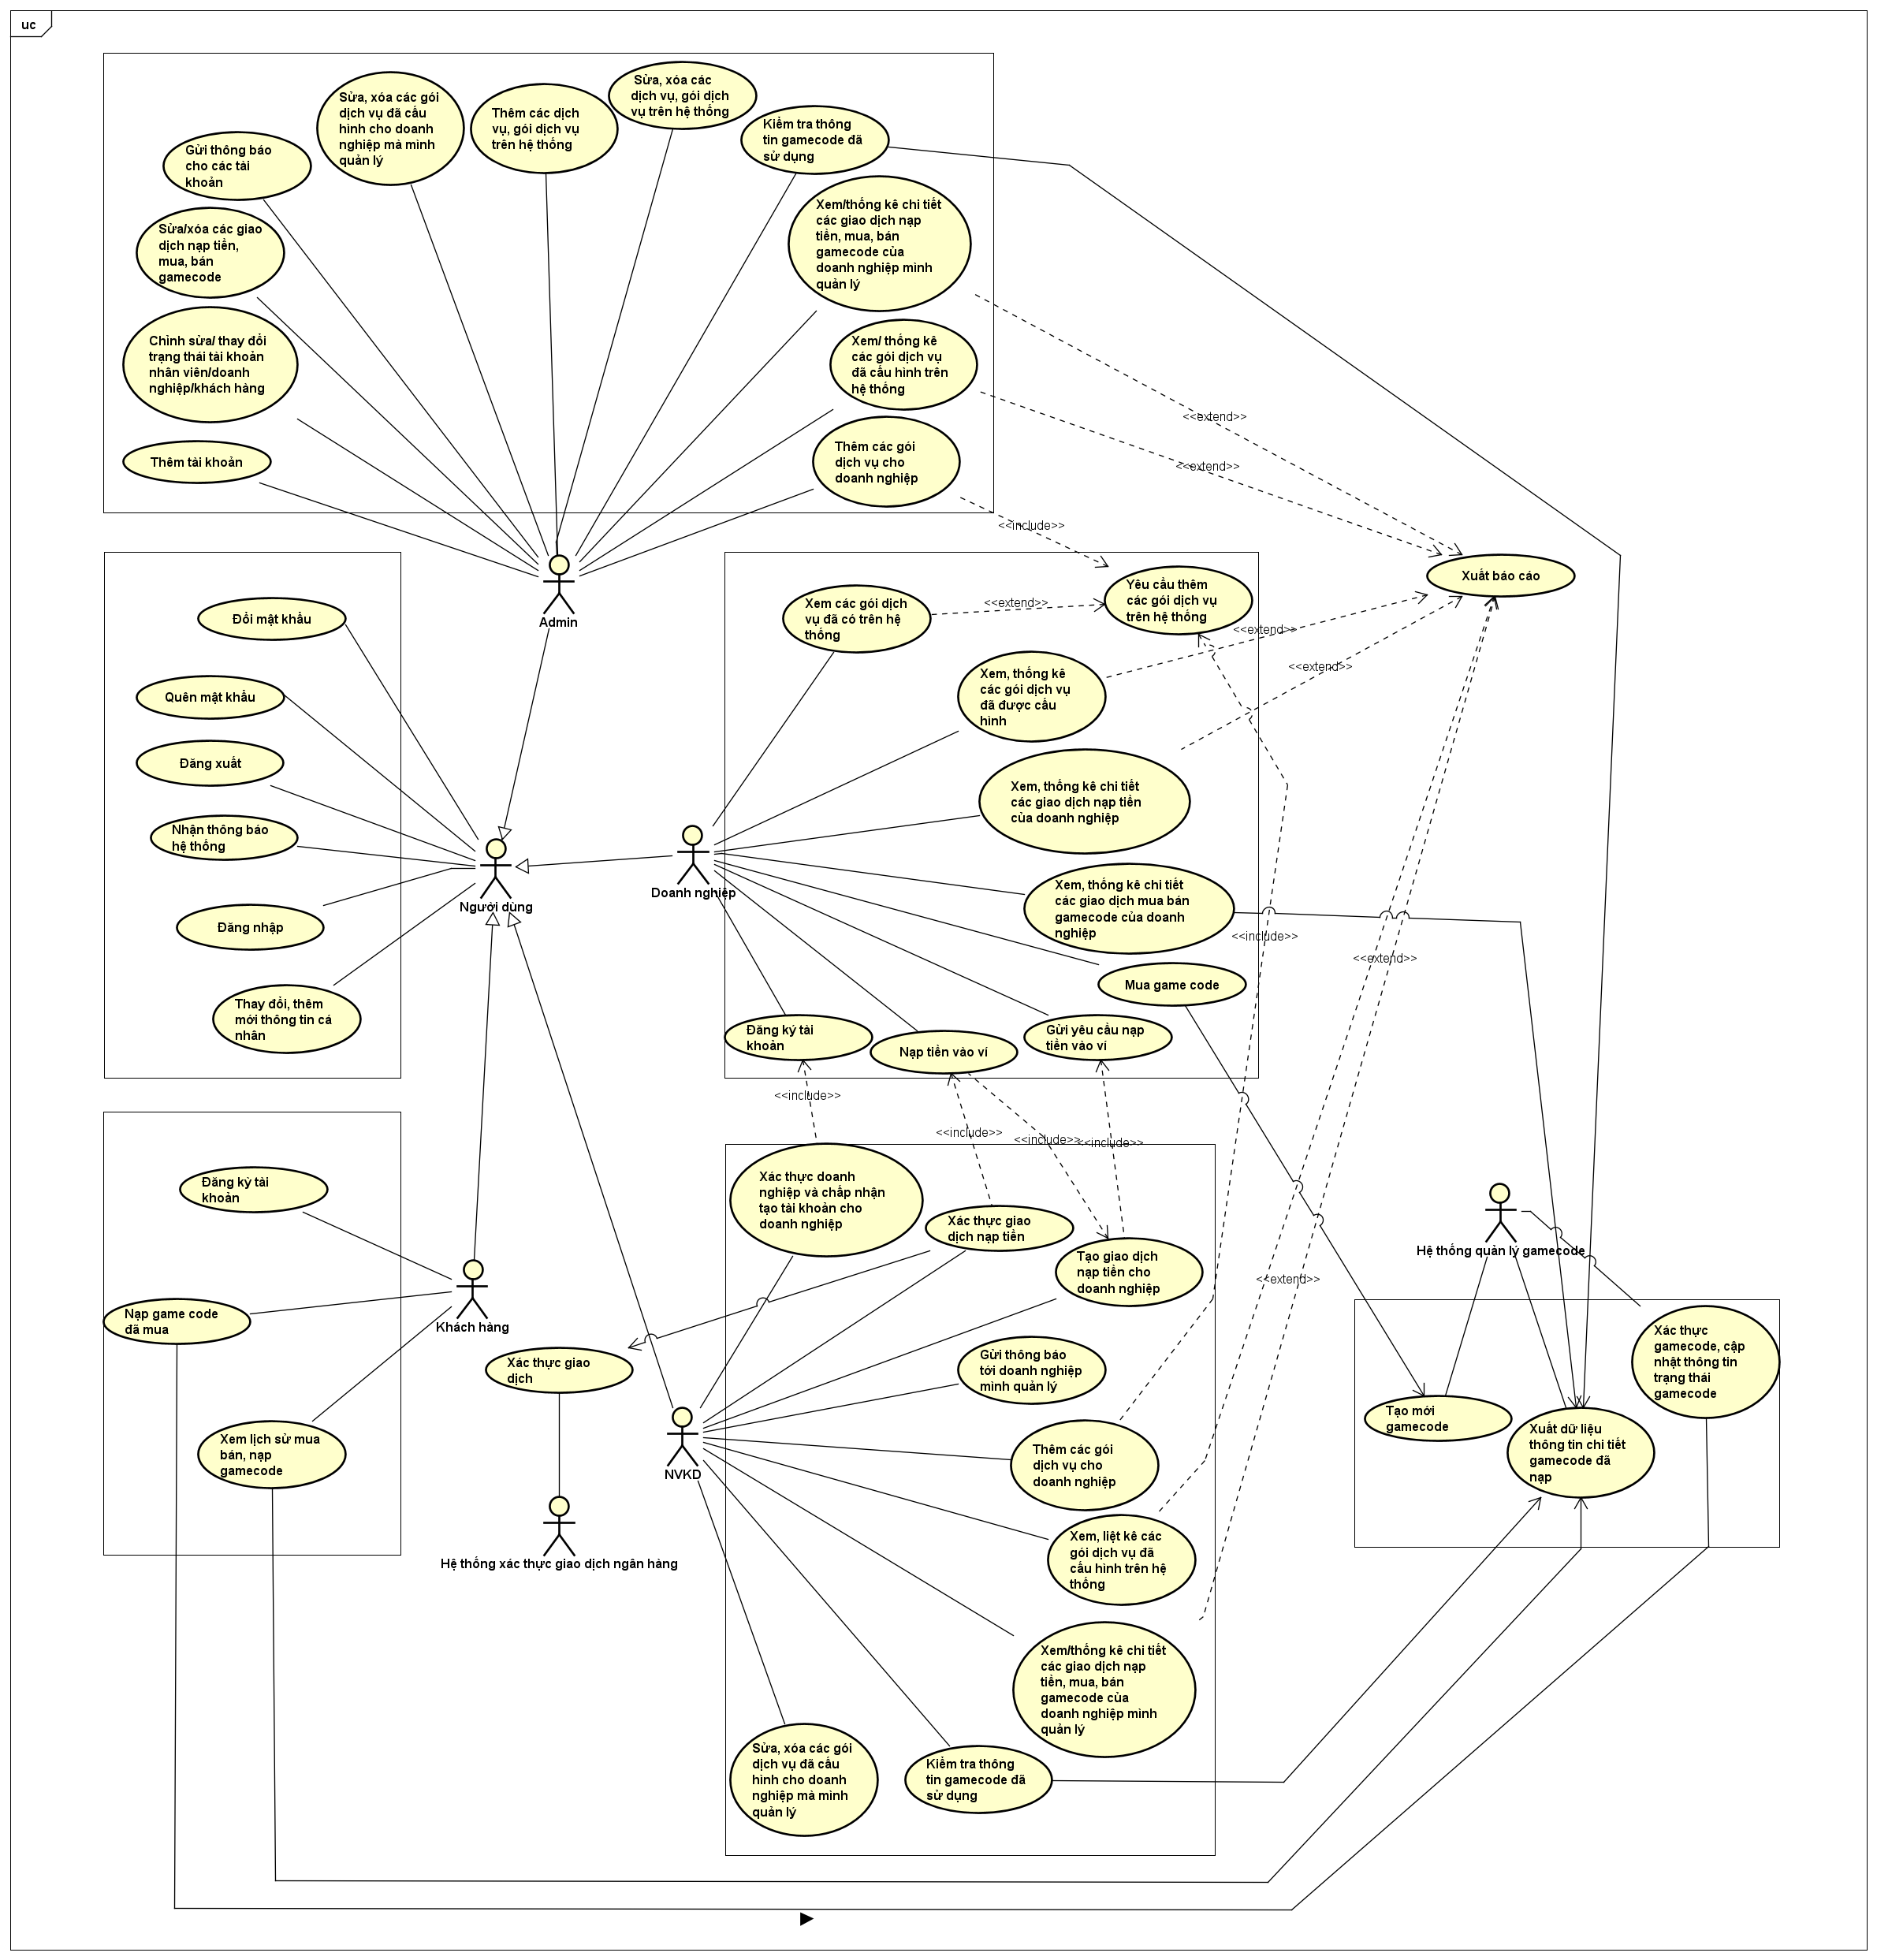 uc
Sửa, xóa các
dịch vụ, gói dịch
vụ trên hệ thống
Sửa, xóa các gói
dịch vụ đã cấu
hình cho doanh
nghiệp mà mình
quản lý
Thêm các dịch
vụ, gói dịch vụ
trên hệ thống
Kiểm tra thông
tin gamecode đã
sử dụng
Gửi thông báo
cho các tài
khoản
Xem/thống kê chi tiết
các giao dịch nạp
tiền, mua, bán
gamecode của
doanh nghiệp mình
quản lý
Sửa/xóa các giao
dịch nạp tiền,
mua, bán
gamecode
Chỉnh sửa/ thay đổi
trạng thái tài khoản
nhân viên/doanh
nghiệp/khách hàng
Xem/ thống kê
các gói dịch vụ
đã cấu hình trên
hệ thống
<<extend>>
Thêm tài khoản
Thêm các gói
dịch vụ cho
doanh nghiệp
<<extend>>
<<include>>
Admin
Xuất báo cáo
Đổi mật khẩu
Quên mật khẩu
Đăng xuất
Nhận thông báo
hệ thống
Đăng nhập
Thay đổi, thêm
mới thông tin cá
nhân
Người dùng
Doanh nghiệp
Xem các gói dịch
vụ đã có trên hệ
thống
<<extend>>
Yêu cầu thêm
các gói dịch vụ
trên hệ thống
<<extend>>
Xem, thống kê
các gói dịch vụ
đã được cấu
hình
<<extend>>
Xem, thống kê chi tiết
các giao dịch nạp tiền
của doanh nghiệp
Xem, thống kê chi tiết
các giao dịch mua bán
gamecode của doanh
nghiệp
<<include>>
<<extend>>
Mua game code
Đăng ký tài
khoản
Nạp tiền vào ví
Gửi yêu cầu nạp
tiền vào ví
<<include>>
<<include>>
<<include>>
<<include>>
Đăng ký tài
khoản
Nạp game code
đã mua
Xem lịch sử mua
bán, nạp
gamecode
Khách hàng
Xác thực giao
dịch
Hệ thống xác thực giao dịch ngân hàng
NVKD
Xác thực doanh
nghiệp và chấp nhận
tạo tài khoản cho
doanh nghiệp
Xác thực giao
dịch nạp tiền
Tạo giao dịch
nạp tiền cho
doanh nghiệp
<<extend>>
Gửi thông báo
tới doanh nghiệp
mình quản lý
Thêm các gói
dịch vụ cho
doanh nghiệp
Xem, liệt kê các
gói dịch vụ đã
cấu hình trên hệ
thống
Xem/thống kê chi tiết
các giao dịch nạp
tiền, mua, bán
gamecode của
doanh nghiệp mình
quản lý
Sửa, xóa các gói
dịch vụ đã cấu
hình cho doanh
nghiệp mà mình
quản lý
Kiểm tra thông
tin gamecode đã
sử dụng
Hệ thống quản lý gamecode
Xác thực
gamecode, cập
nhật thông tin
trạng thái
gamecode
Tạo mới
gamecode
Xuất dữ liệu
thông tin chi tiết
gamecode đã
nạp